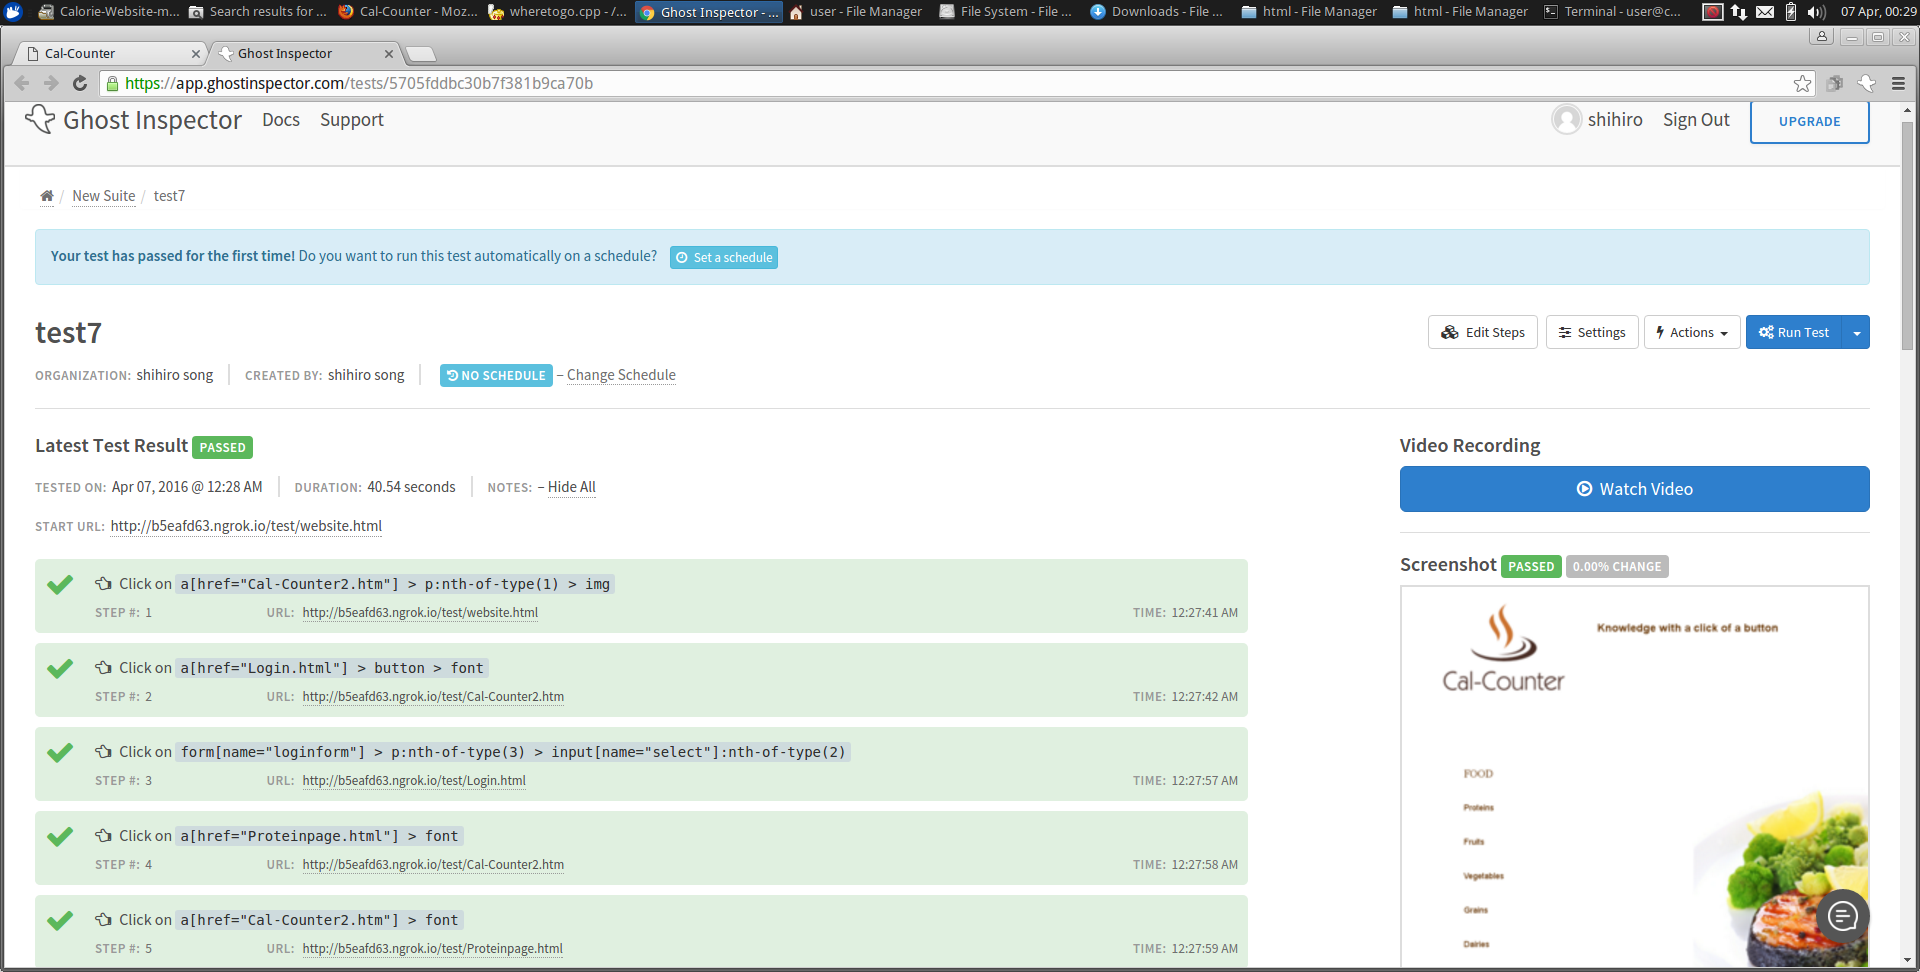 Calorie-Website-m... Search results for ... Cal-Counter - Moz... wheretogo.cpp - /... Ghost Inspector - ... user - File Manager File System - File ... Downloads - File ... html - File Manager html - File Manager Terminal - user@c... 07 Apr, 00:29
Cal-Counter Ghost Inspector
https://app.ghostinspector.com/tests/5705fddbc30b7f381b9ca70b
Ghost Inspector Docs Support shihiro Sign Out UPGRADE
/ New Suite / test7
Your test has passed for the first time! Do you want to run this test automatically on a schedule? Set a schedule
test7 Edit Steps Settings Actions Run Test
ORGANIZATION: shihiro song CREATED BY: shihiro song NO SCHEDULE – Change Schedule
Latest Test Result PASSED
TESTED ON: Apr 07, 2016 @ 12:28 AM DURATION: 40.54 seconds NOTES: – Hide All
START URL: http://b5eafd63.ngrok.io/test/website.html
Click on a[href="Cal-Counter2.htm"] > p:nth-of-type(1) > img
STEP #: 1 URL: http://b5eafd63.ngrok.io/test/website.html TIME: 12:27:41 AM
Click on a[href="Login.html"] > button > font
STEP #: 2 URL: http://b5eafd63.ngrok.io/test/Cal-Counter2.htm TIME: 12:27:42 AM
Click on form[name="loginform"] > p:nth-of-type(3) > input[name="select"]:nth-of-type(2)
STEP #: 3 URL: http://b5eafd63.ngrok.io/test/Login.html TIME: 12:27:57 AM
Click on a[href="Proteinpage.html"] > font
STEP #: 4 URL: http://b5eafd63.ngrok.io/test/Cal-Counter2.htm TIME: 12:27:58 AM
Click on a[href="Cal-Counter2.htm"] > font
STEP #: 5 URL: http://b5eafd63.ngrok.io/test/Proteinpage.html TIME: 12:27:59 AM
Video Recording
Watch Video
Screenshot PASSED 0.00% CHANGE
Knowledge with a click of a button
Cal-Counter
FOOD
Proteins
Fruits
Vegetables
Grains
Dairies